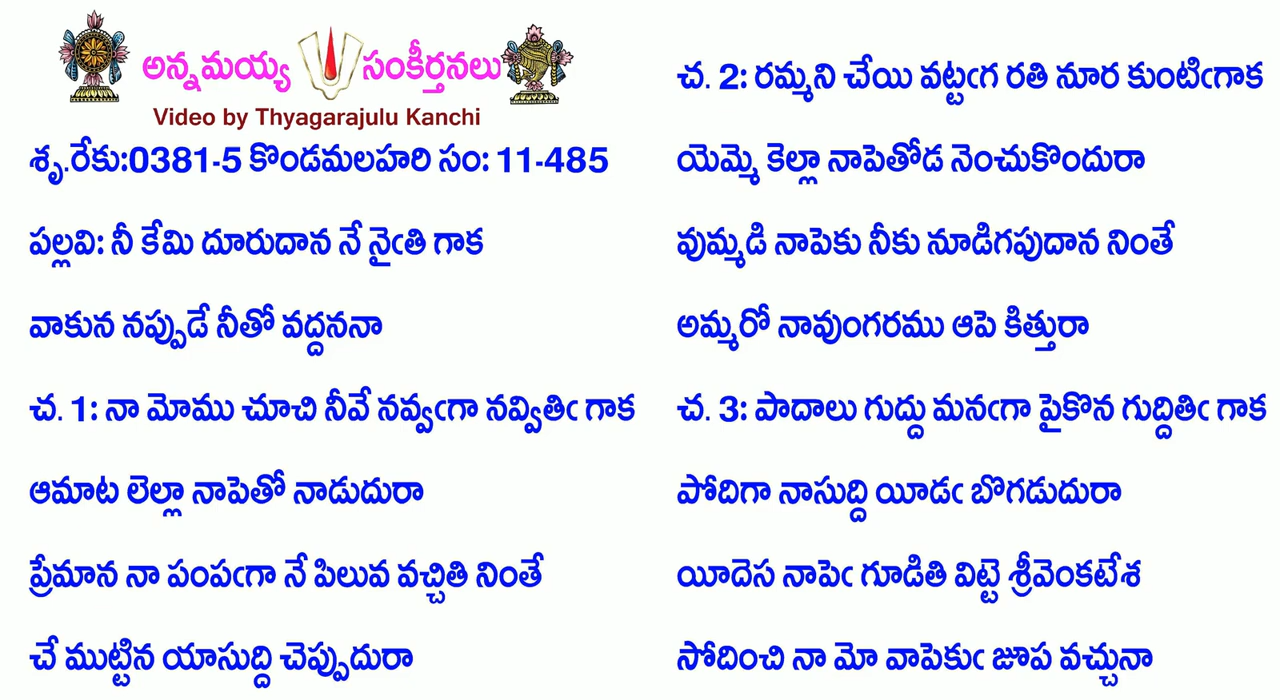 అన్నమయ్య సంకీర్తనలు
Video by Thyagarajulu Kanchi
శృ.రేకు:0381-5 కొండమలహరి సం: 11-485
పల్లవి: నీ కేమి దూరుదాన నే నైఁతి గాక
వాకున నప్పుడే నీతో వద్దననా
చ. 1: నా మోము చూచి నీవే నవ్వఁగా నవ్వితిఁ గాక
ఆమాట లెల్లా నాపెతో నాడుదురా
ప్రేమాన నా పంపఁగా నే పిలువ వచ్చితి నింతే
చే ముట్టిన యాసుద్ది చెప్పుదురా
చ. 2: రమ్మని చేయి వట్టఁగ రతి నూర కుంటిఁగాక
యెమ్మె కెల్లా నాపెతోడ నెంచుకొందురా
వుమ్మడి నాపెకు నీకు నూడిగపుదాన నింతే
అమ్మరో నావుంగరము ఆపె కిత్తురా
చ. 3: పాదాలు గుద్దు మనఁగా పైకొన గుద్దితిఁ గాక
పోదిగా నాసుద్ది యీడఁ బొగడుదురా
యీదెస నాపెఁ గూడితి విట్టె శ్రీవెంకటేశ
సోదించి నా మో వాపెకుఁ జూప వచ్చునా